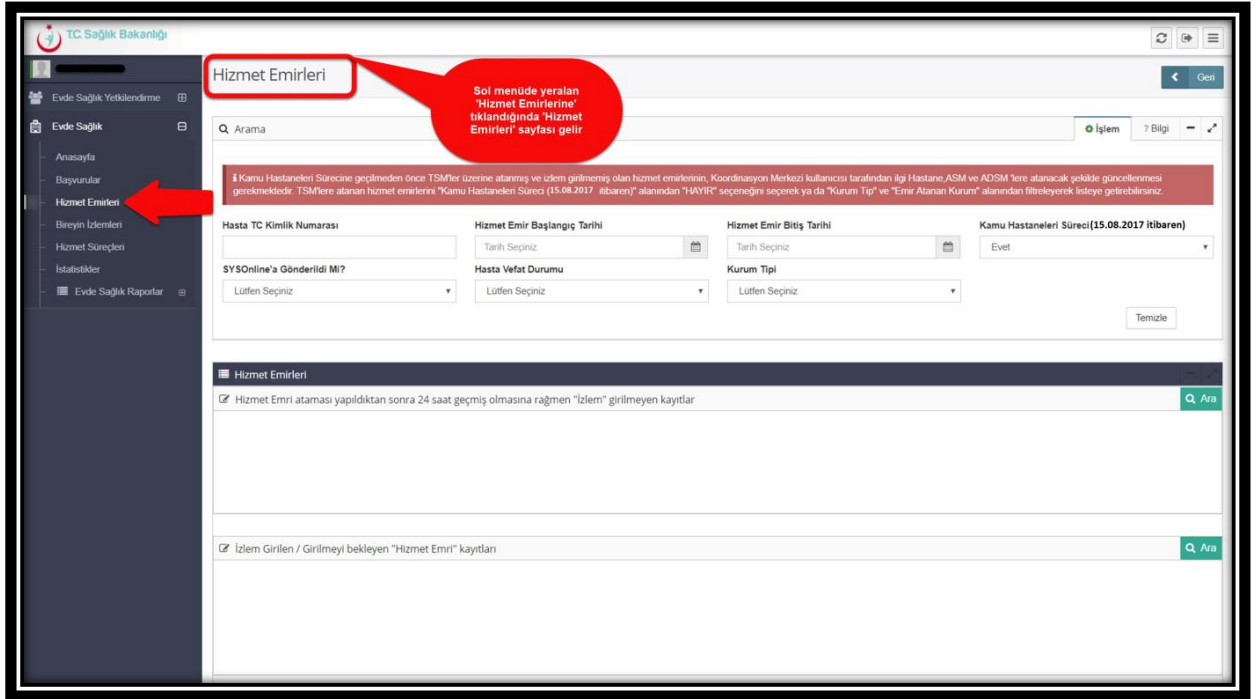 T.C. Sağlık Bakanlığı
Hizmet Emirleri
Geri
Sol menüde yeralan
'Hizmet Emirlerine'
tıklandığında 'Hizmet
Emirleri' sayfası gelir
Evde Sağlık Yetkilendirme
Evde Sağlık
Anasayfa
Başvurular
Hizmet Emirleri
Bireyin İzlemleri
Hizmet Süreçleri
İstatistikler
Evde Sağlık Raporlar
Arama
İşlem
? Bilgi
Kamu Hastaneleri Sürecine geçilmeden önce TSM'ler üzerine atanmış ve izlem girilmemiş olan hizmet emirlerinin, Koordinasyon Merkezi kullanıcısı tarafından ilgi Hastane,ASM ve ADSM 'lere atanacak şekilde güncellenmesi
gerekmektedir. TSM'lere atanan hizmet emirlerini "Kamu Hastaneleri Süreci (15.08.2017 itibaren)" alanından "HAYIR" seçeneğini seçerek ya da "Kurum Tip" ve "Emir Atanan Kurum" alanından filtreleyerek listeye getirebilirsiniz.
Hasta TC Kimlik Numarası
Hizmet Emir Başlangıç Tarihi
Hizmet Emir Bitiş Tarihi
Kamu Hastaneleri Süreci(15.08.2017 itibaren)
Tarih Seçiniz
Tarih Seçiniz
Evet
SYSOnline'a Gönderildi Mi?
Hasta Vefat Durumu
Kurum Tipi
Lütfen Seçiniz
Lütfen Seçiniz
Lütfen Seçiniz
Temizle
Hizmet Emirleri
Hizmet Emri ataması yapıldıktan sonra 24 saat geçmiş olmasına rağmen "İzlem" girilmeyen kayıtlar
Ara
İzlem Girilen / Girilmeyi bekleyen "Hizmet Emri" kayıtları
Ara